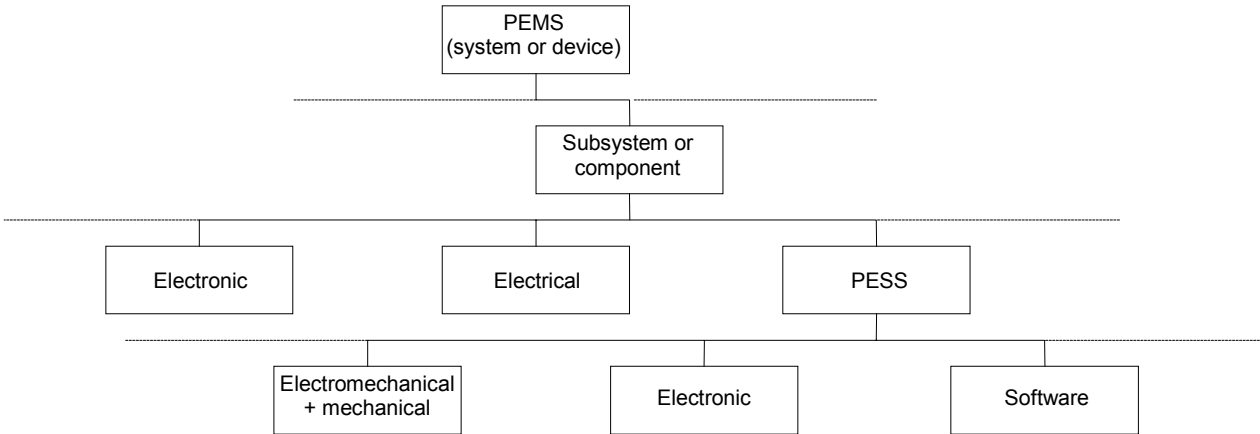 PEMS
(system or device)
Subsystem or
component
Electronic
Electrical
PESS
Electromechanical
+ mechanical
Electronic
Software